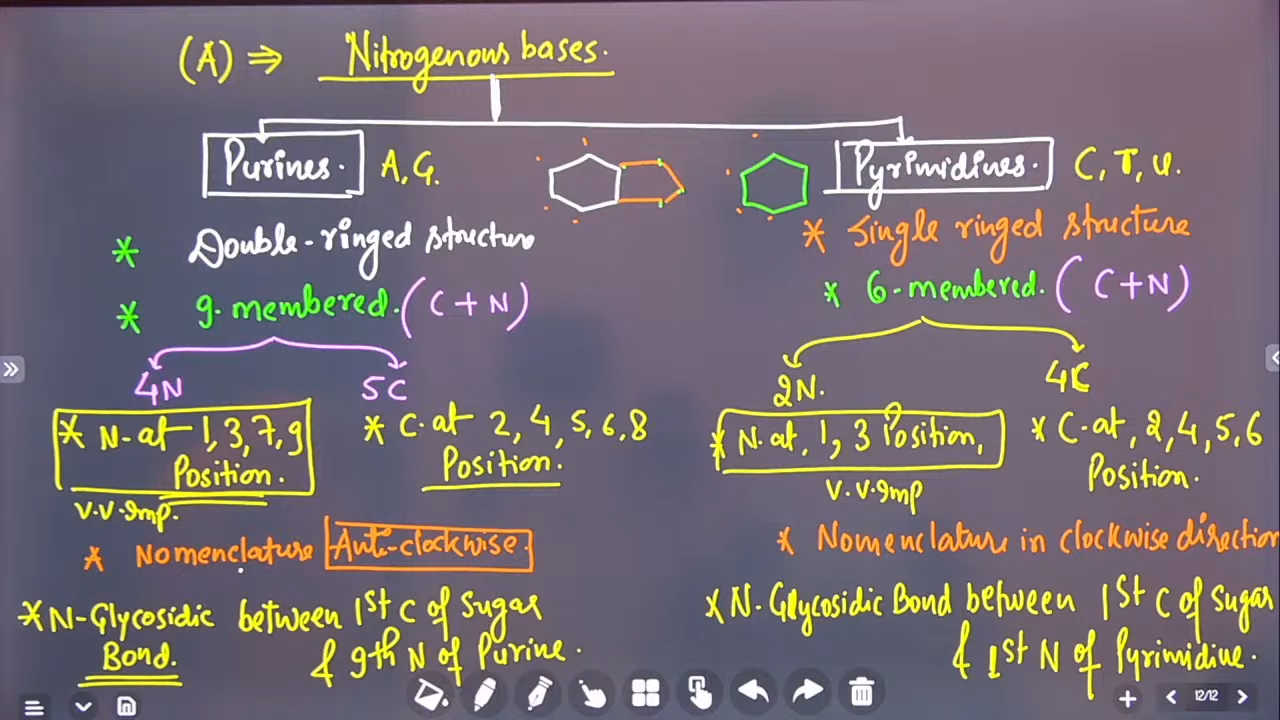 (A) ⇒ Nitrogenous bases.
Purines. A, G.
* Double-ringed structure
* 9-membered. (C + N)
4N 5C
* N-at 1, 3, 7, 9
Position.
v.v. Imp.
* C-at 2, 4, 5, 6, 8
Position.
* Nomenclature Anti-clockwise.
* N-Glycosidic between 1st C of Sugar
Bond. & 9th N of Purine.
Pyrimidines. C, T, U.
* Single ringed structure
* 6-membered. (C+N)
2N. 4C
* N. at, 1, 3 Position,
v.v. Imp
* C. at, 2, 4, 5, 6
Position.
* Nomenclature in clockwise direction
* N. Glycosidic Bond between 1st C of Sugar
& 1st N of Pyrimidine.
12/12